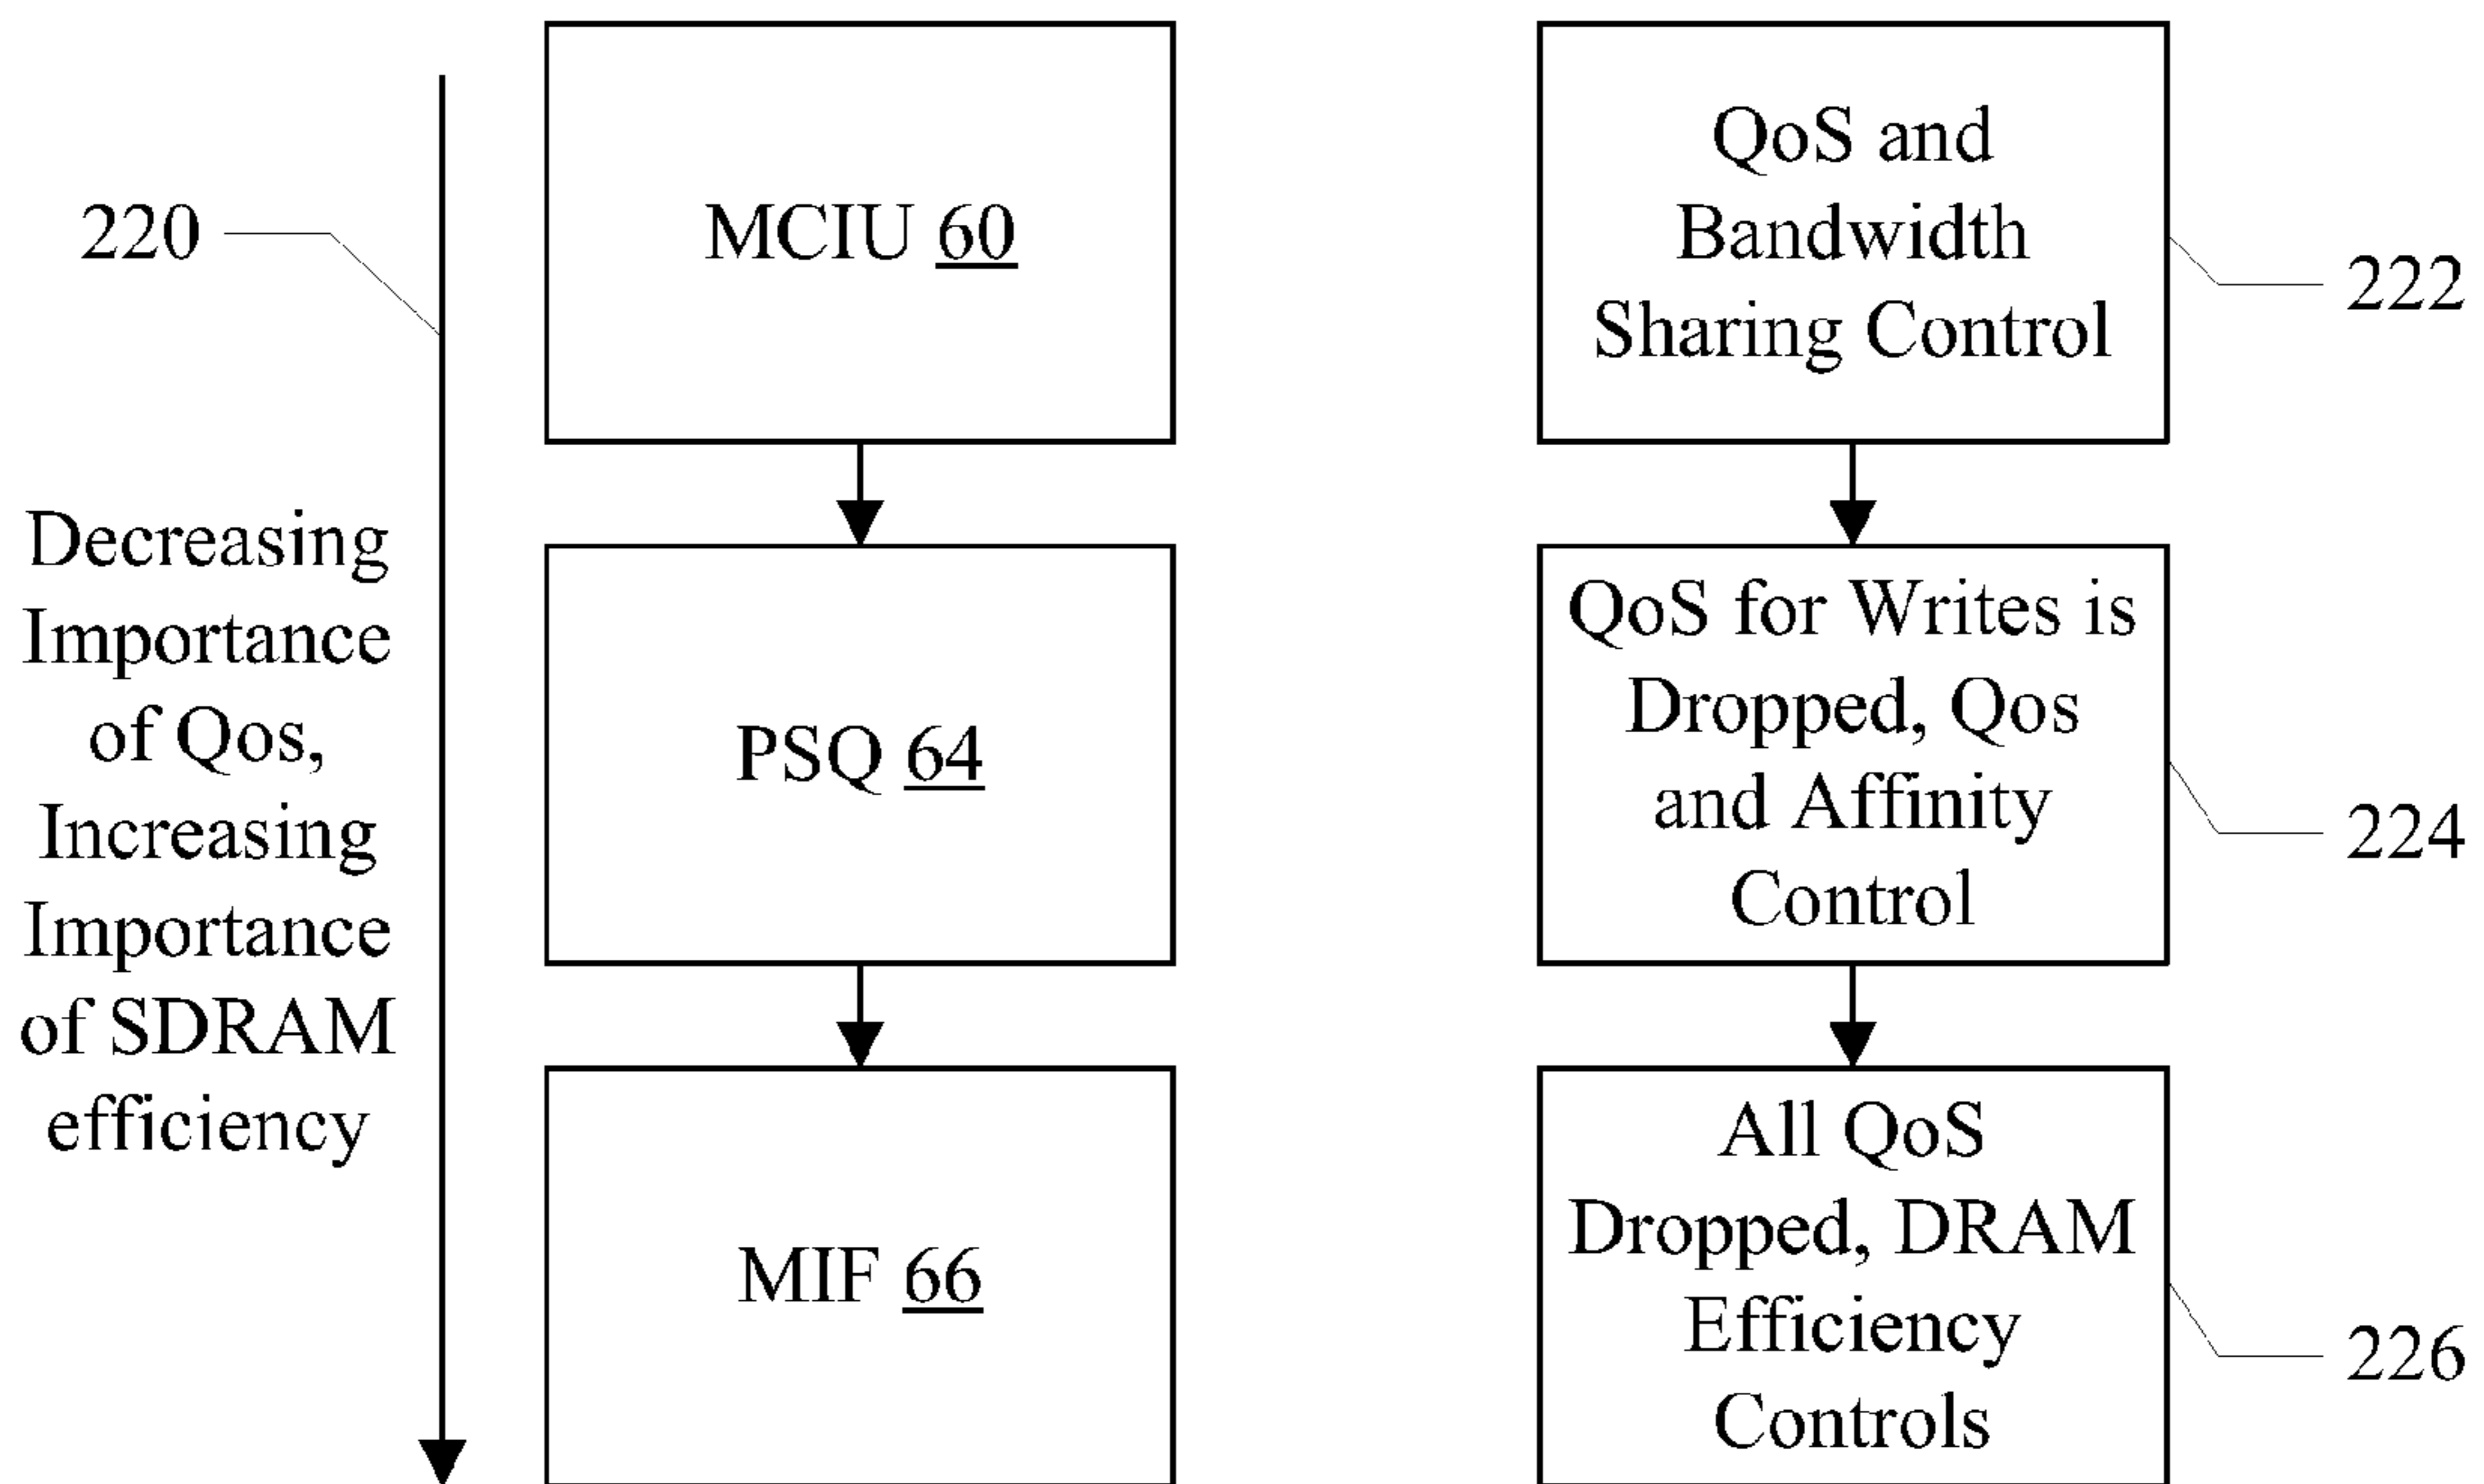 220
Decreasing
Importance
of Qos,
Increasing
Importance
of SDRAM
efficiency
MCIU 60
PSQ 64
MIF 66
QoS and
Bandwidth
Sharing Control
222
QoS for Writes is
Dropped, Qos
and Affinity
Control
224
All QoS
Dropped, DRAM
Efficiency
Controls
226